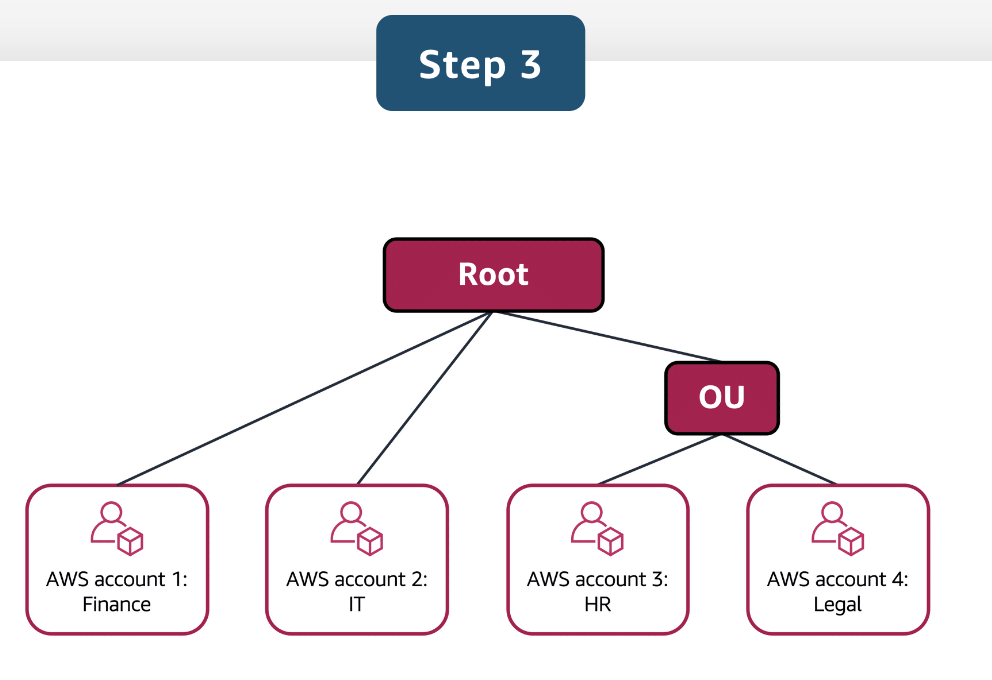 Step 3
Root
OU
AWS account 1:
Finance
AWS account 2:
IT
AWS account 3:
HR
AWS account 4:
Legal